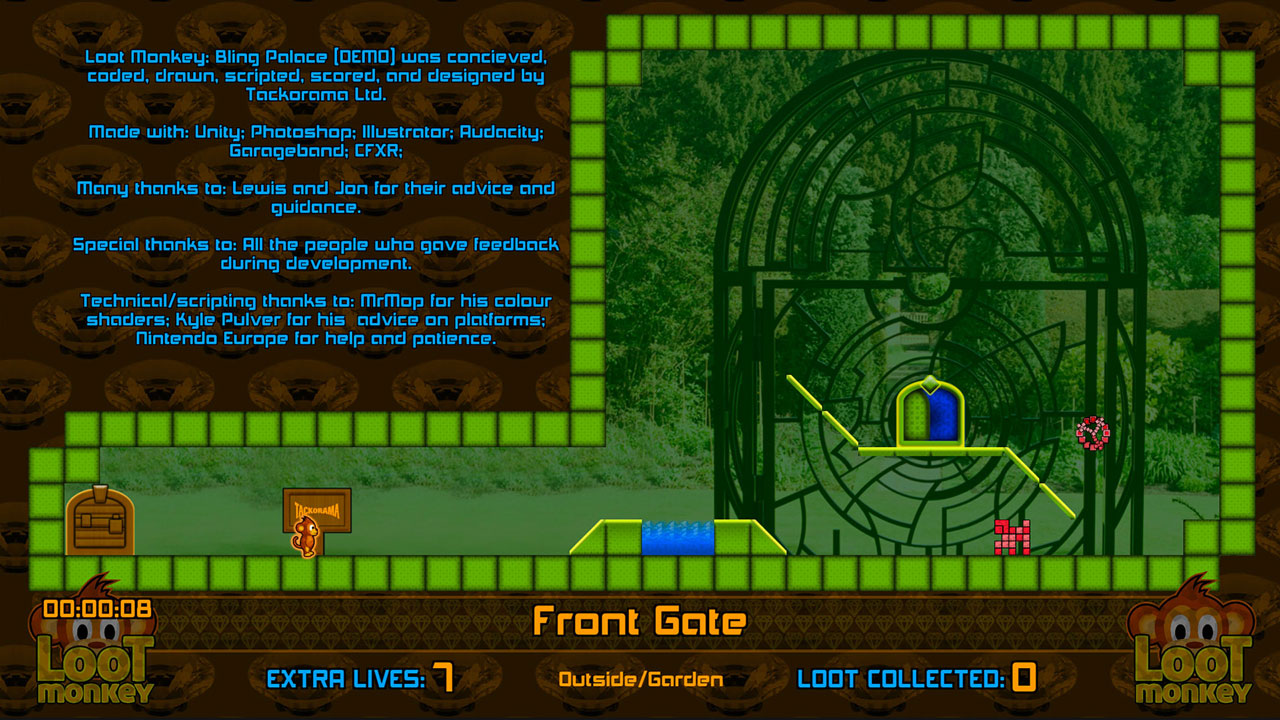 Loot Monkey: Bling Palace [DEMO] was concieved,
coded, drawn, scripted, scored, and designed by
Tackorama Ltd.
Made with: Unity; Photoshop; Illustrator; Audacity;
Garageband; CFXR;
Many thanks to: Lewis and Jon for their advice and
guidance.
Special thanks to: All the people who gave feedback
during development.
Technical/scripting thanks to: MrMop for his colour
shaders; Kyle Pulver for his advice on platforms;
Nintendo Europe for help and patience.
TACKORAMA
00:00:08
LOOT
monkey
Front Gate
EXTRA LIVES: 7
Outside/Garden
LOOT COLLECTED: 0
LOOT
monkey